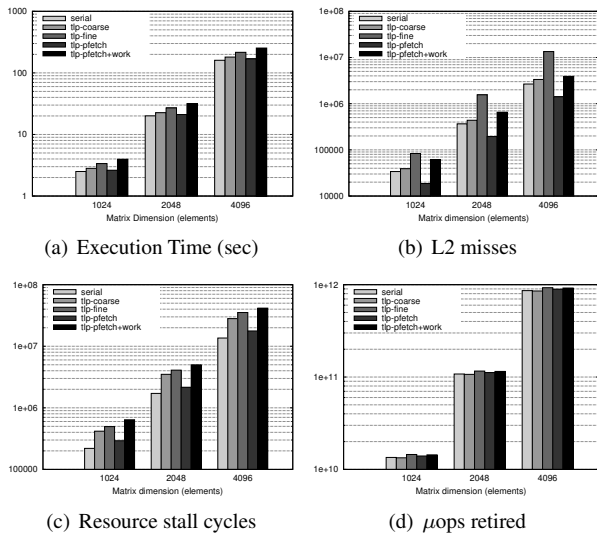 1000
100
10
1
serial
tlp-coarse
tlp-fine
tlp-pfetch
tlp-pfetch+work
1024 2048 4096
Matrix Dimension (elements)
(a) Execution Time (sec)
1e+08
1e+07
1e+06
100000
10000
serial
tlp-coarse
tlp-fine
tlp-pfetch
tlp-pfetch+work
1024 2048 4096
Matrix dimension (elements)
(b) L2 misses
1e+08
1e+07
1e+06
100000
serial
tlp-coarse
tlp-fine
tlp-pfetch
tlp-pfetch+work
1024 2048 4096
Matrix dimension (elements)
(c) Resource stall cycles
1e+12
1e+11
1e+10
serial
tlp-coarse
tlp-fine
tlp-pfetch
tlp-pfetch+work
1024 2048 4096
Matrix dimension (elements)
(d) μops retired